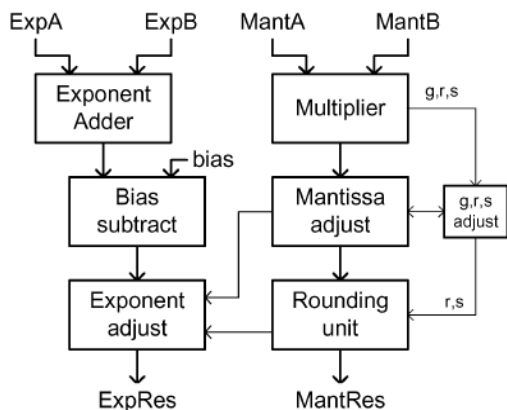 ExpA
ExpB
MantA
MantB
Exponent
Adder
Multiplier
g,r,s
bias
Bias
subtract
Mantissa
adjust
g,r,s
adjust
Exponent
adjust
Rounding
unit
r,s
ExpRes
MantRes